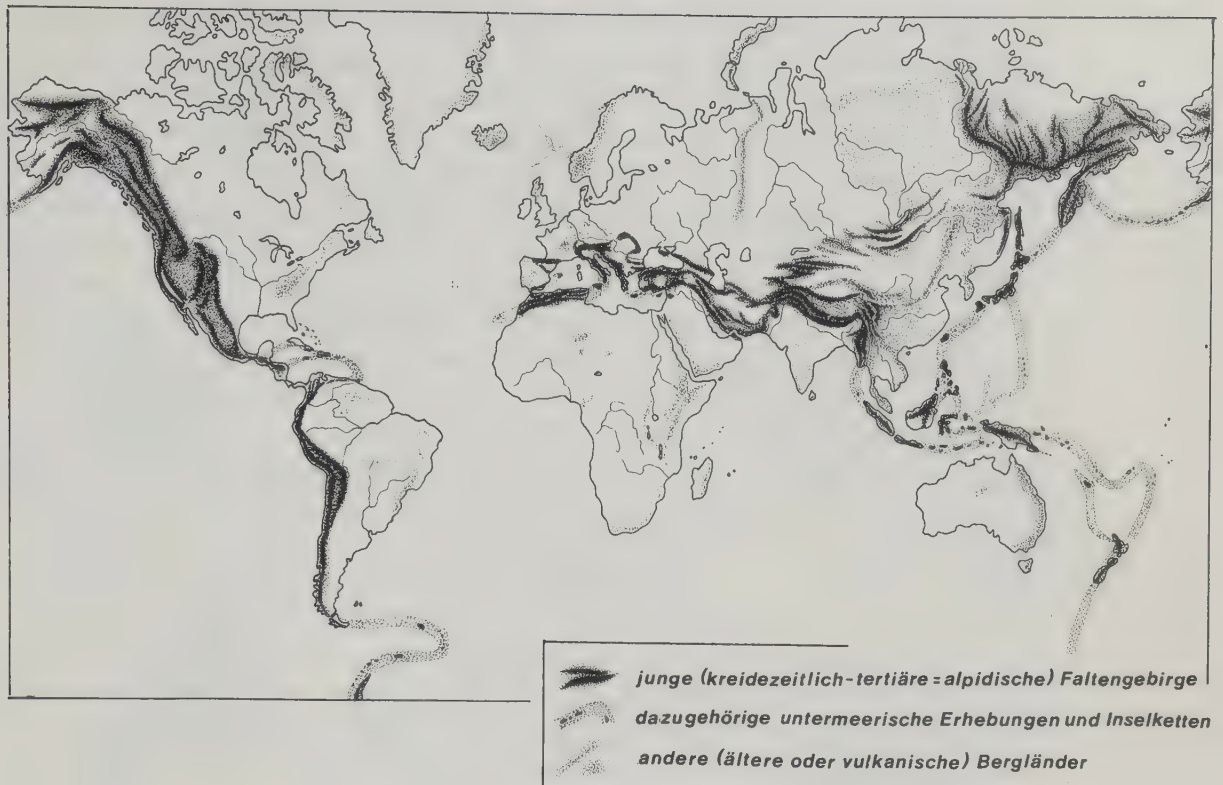 junge (kreidezeitlich-tertiäre = alpidische) Faltengebirge
dazugehörige untermeerische Erhebungen und Inselketten
andere (ältere oder vulkanische) Bergländer